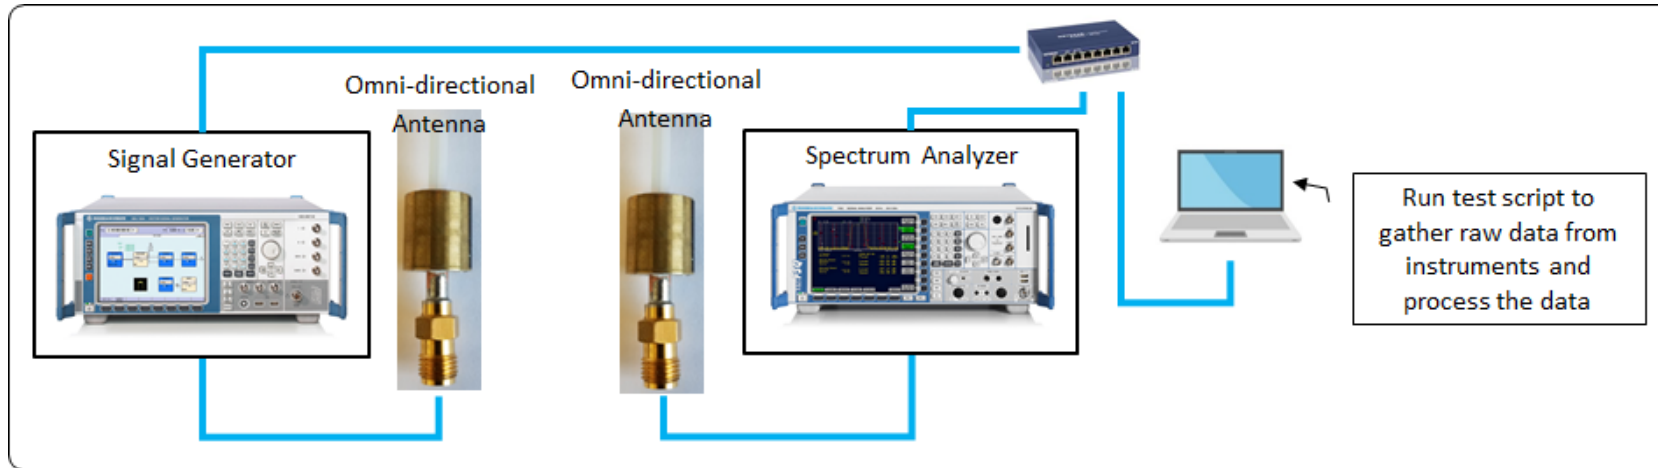 Omni-directional
Antenna
Omni-directional
Antenna
Signal Generator
Spectrum Analyzer
Run test script to
gather raw data from
instruments and
process the data